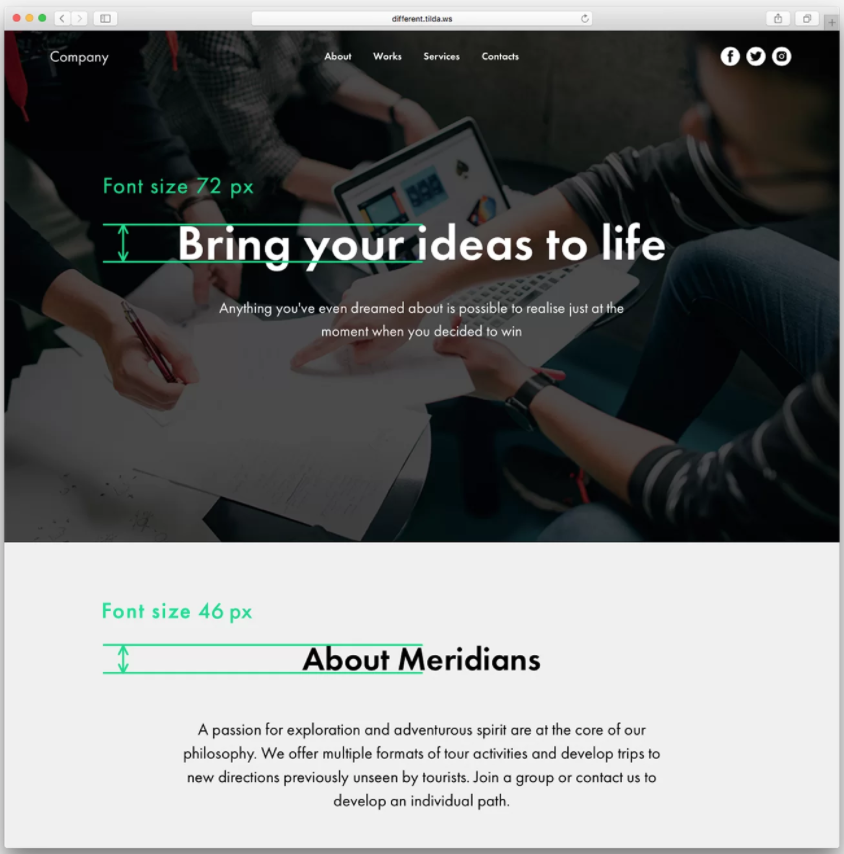 different.tilda.ws
Company
About Works Services Contacts
Font size 72 px
Bring your ideas to life
Anything you've even dreamed about is possible to realise just at the
moment when you decided to win
Font size 46 px
About Meridians
A passion for exploration and adventurous spirit are at the core of our
philosophy. We offer multiple formats of tour activities and develop trips to
new directions previously unseen by tourists. Join a group or contact us to
develop an individual path.